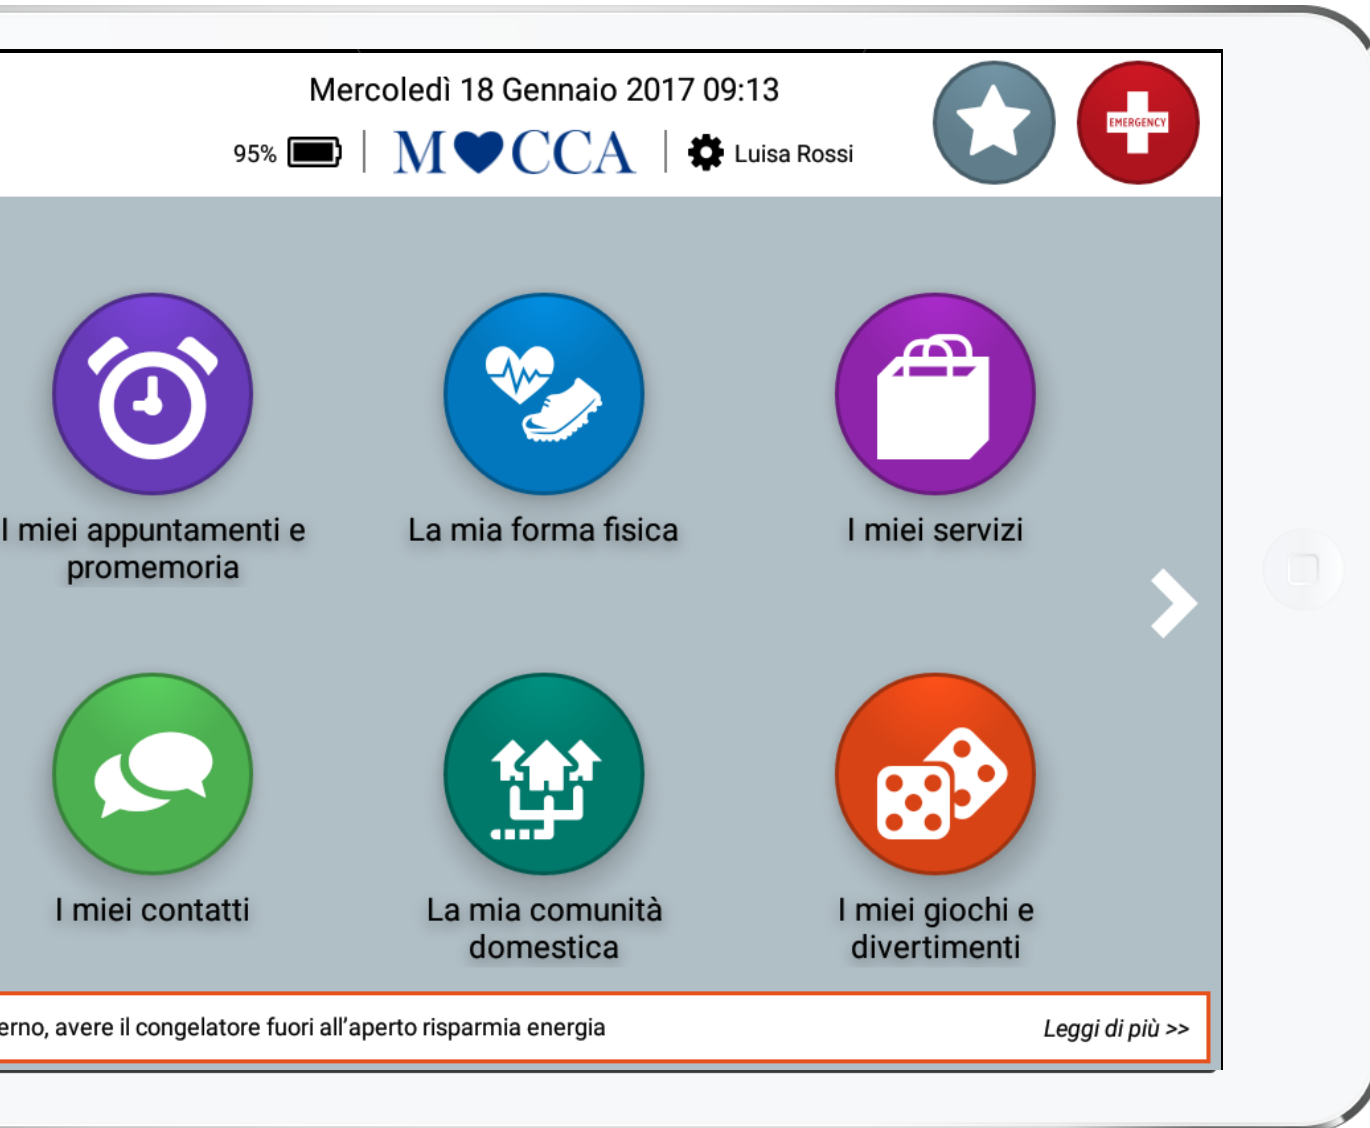 Mercoledì 18 Gennaio 2017 09:13
95% M CCA Luisa Rossi
EMERGENCY
I miei appuntamenti e
promemoria
La mia forma fisica
I miei servizi
I miei contatti
La mia comunità
domestica
I miei giochi e
divertimenti
erno, avere il congelatore fuori all'aperto risparmia energia
Leggi di più >>